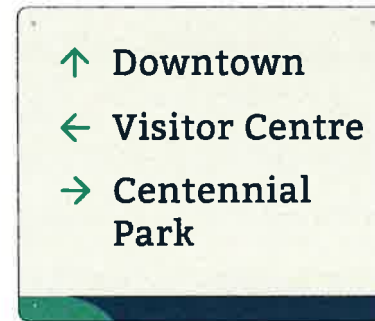 ↑ Downtown
← Visitor Centre
→ Centennial
Park